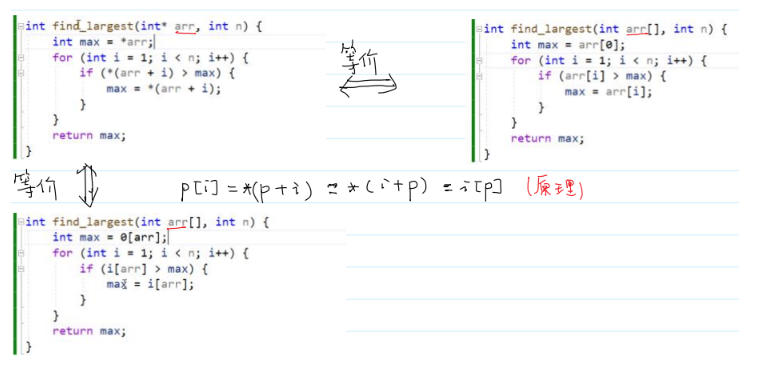 int find_largest(int* arr, int n) {
int max = *arr;
for (int i = 1; i < n; i++) {
if (*(arr + i) > max) {
max = *(arr + i);
}
}
return max;
}
等价
int find_largest(int arr[], int n) {
int max = arr[0];
for (int i = 1; i < n; i++) {
if (arr[i] > max) {
max = arr[i];
}
}
return max;
}
等价
p[i] = *(p+i) = *(i+p) = i[p] (原理)
int find_largest(int arr[], int n) {
int max = 0[arr];
for (int i = 1; i < n; i++) {
if (i[arr] > max) {
max = i[arr];
}
}
return max;
}